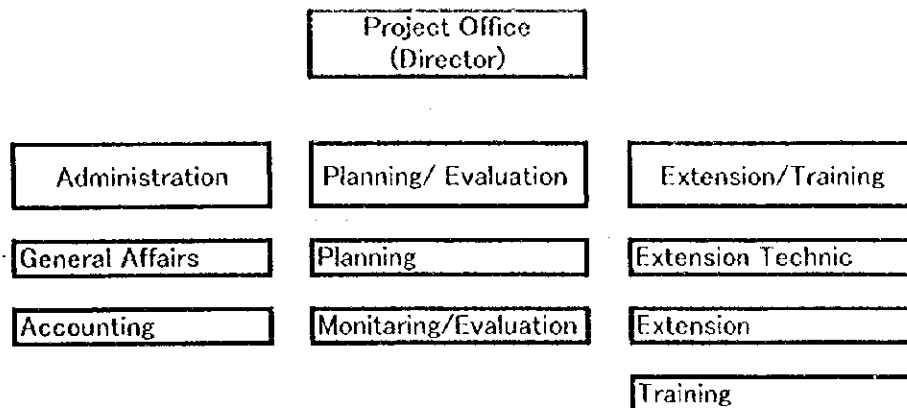 Project Office
(Director)
Administration
Planning/ Evaluation
Extension/Training
General Affairs
Planning
Extension Technic
Accounting
Monitaring/Evaluation
Extension
Training